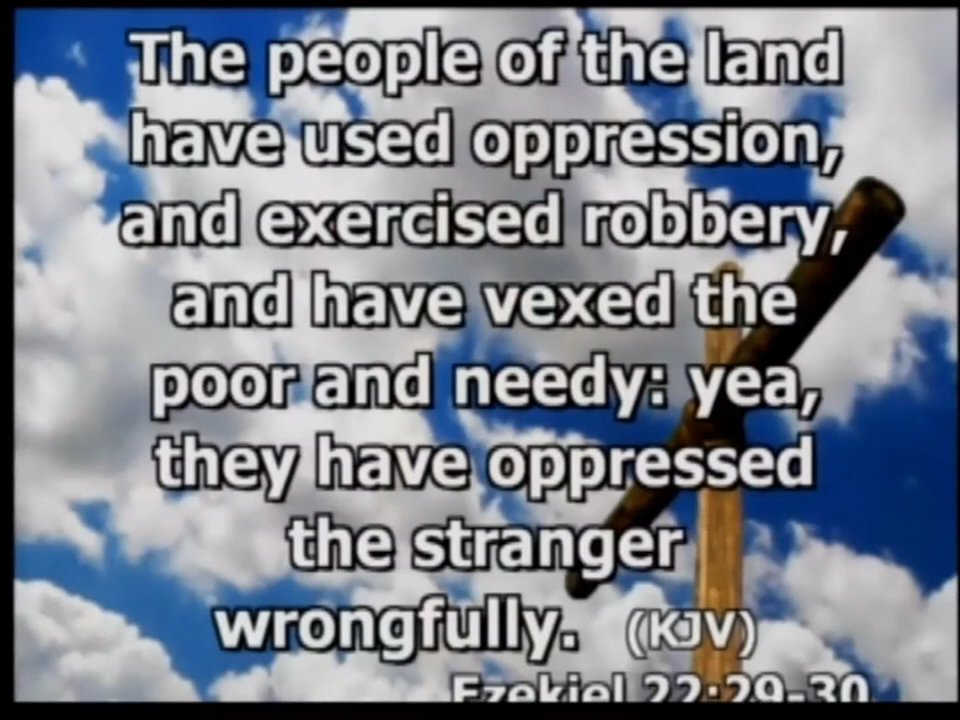 The people of the land
have used oppression,
and exercised robbery,
and have vexed the
poor and needy: yea,
they have oppressed
the stranger
wrongfully. (KJV)
Ezekiel 22:29-30